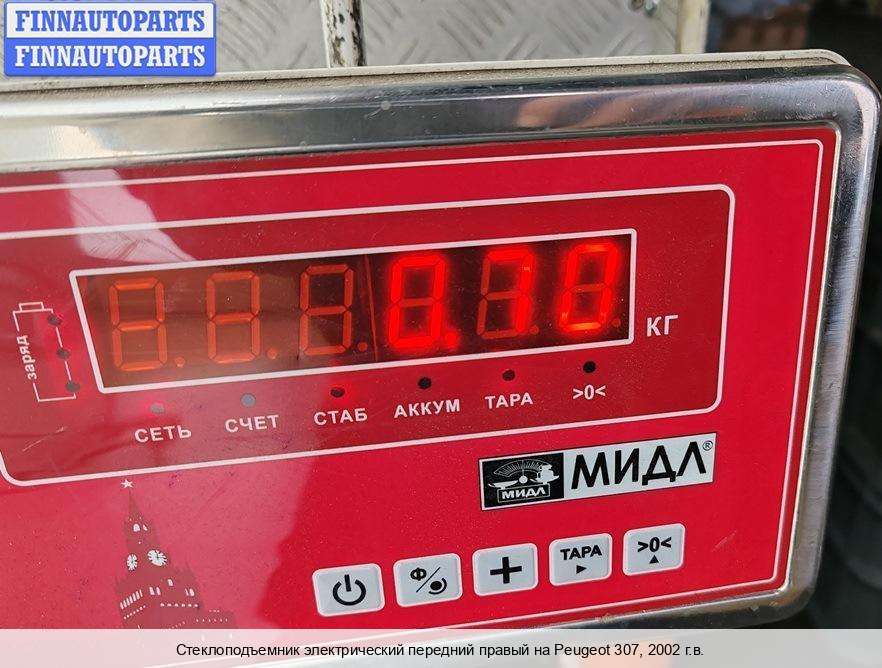 FINNAUTOPARTS
FINNAUTOPARTS
0.70
КГ
заряд
СЕТЬ СЧЕТ СТАБ АККУМ ТАРА >0<
МИДЛ МИДЛ®
Ф/ + ТАРА >0<
Стеклоподъемник электрический передний правый на Peugeot 307, 2002 г.в.